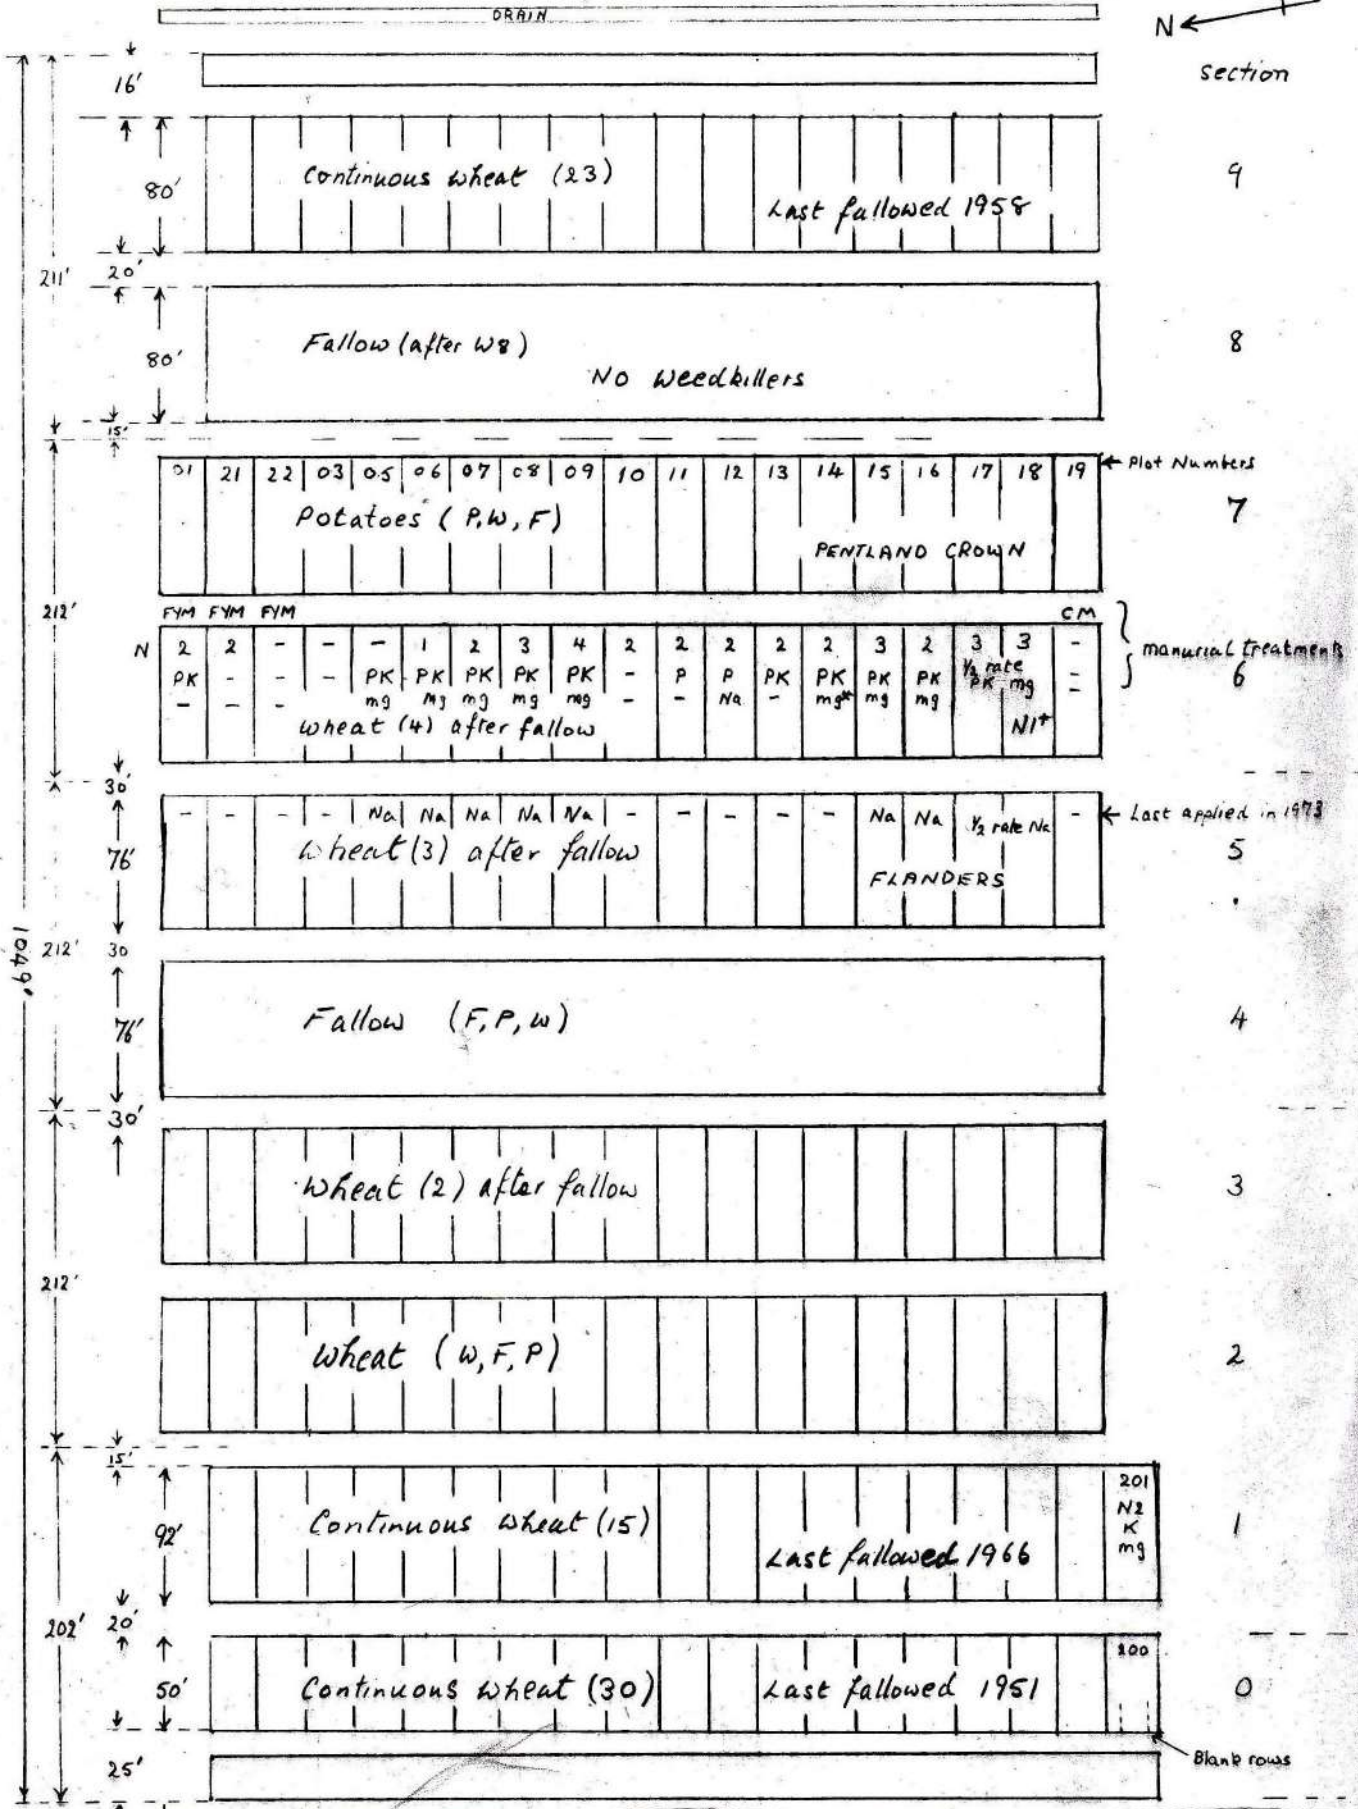 DRAIN
N
section
16'
80'
Continuous wheat (23)
Last fallowed 1958
9
211'
20'
80'
Fallow (after W8)
No Weedkillers
8
15'
01 21 22 03 05 06 07 08 09 10 11 12 13 14 15 16 17 18 19
← Plot Numbers
Potatoes (P,W,F)
PENTLAND CROWN
7
212'
FYM FYM FYM CM
N 2 2 - - - 1 2 3 4 2 2 2 2 2 3 2 3 3 -
manurial treatments
PK - - - PK PK PK PK PK - P P PK PK PK PK ½ rate PK mg -
6
- - - mg mg mg mg mg - - Na - mg* mg mg -
Wheat (4) after fallow
N1+
30'
- - - - Na Na Na Na Na - - - - - Na Na ½ rate Na -
← Last applied in 1973
76'
Wheat (3) after fallow
FLANDERS
5
1049'
212'
30
76'
Fallow (F,P,W)
4
30'
Wheat (2) after fallow
3
212'
Wheat (W,F,P)
2
15'
92'
Continuous wheat (15)
Last fallowed 1966
201
N2
K
mg
1
202'
20'
50'
Continuous wheat (30)
Last fallowed 1951
0
25'
Blank rows